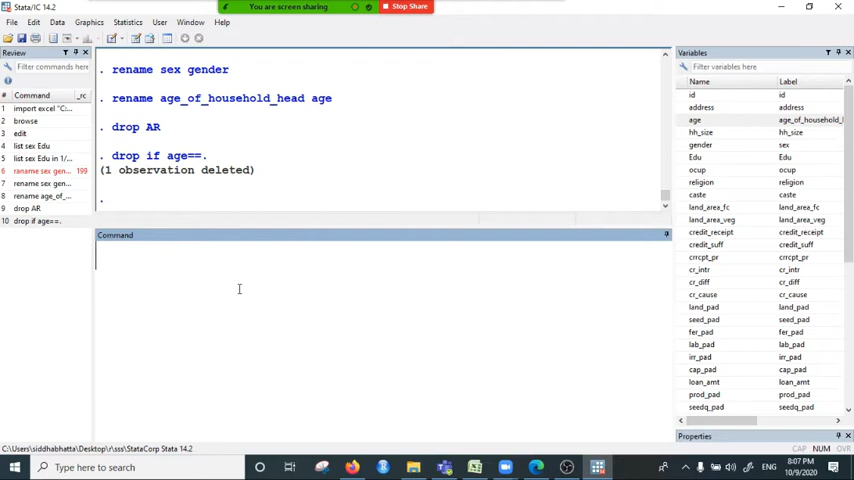 Stata/IC 14.2
You are screen sharing
Stop Share
File Edit Data Graphics Statistics User Window Help
Review
Filter commands here
# Command _rc
1 import excel "C:...
2 browse
3 edit
4 list sex Edu
5 list sex Edu in 1/...
6 rename sex gen... 199
7 rename sex gen...
8 rename age_of_...
9 drop AR
10 drop if age==.
. rename sex gender
. rename age_of_household_head age
. drop AR
. drop if age==.
(1 observation deleted)
.
Command
Variables
Filter variables here
Name Label
id id
address address
age age_of_household_l
hh_size hh_size
gender sex
Edu Edu
ocup ocup
religion religion
caste caste
land_area_fc land_area_fc
land_area_veg land_area_veg
credit_receipt credit_receipt
credit_suff credit_suff
crrcpt_pr crrcpt_pr
cr_intr cr_intr
cr_diff cr_diff
cr_cause cr_cause
land_pad land_pad
seed_pad seed_pad
fer_pad fer_pad
lab_pad lab_pad
irr_pad irr_pad
cap_pad cap_pad
loan_amt loan_amt
prod_pad prod_pad
seedq_pad seedq_pad
Properties
C:\Users\siddhabhatta\Desktop\r\sss\StataCorp Stata 14.2
CAP NUM OVR
Type here to search
ENG
8:07 PM
10/9/2020